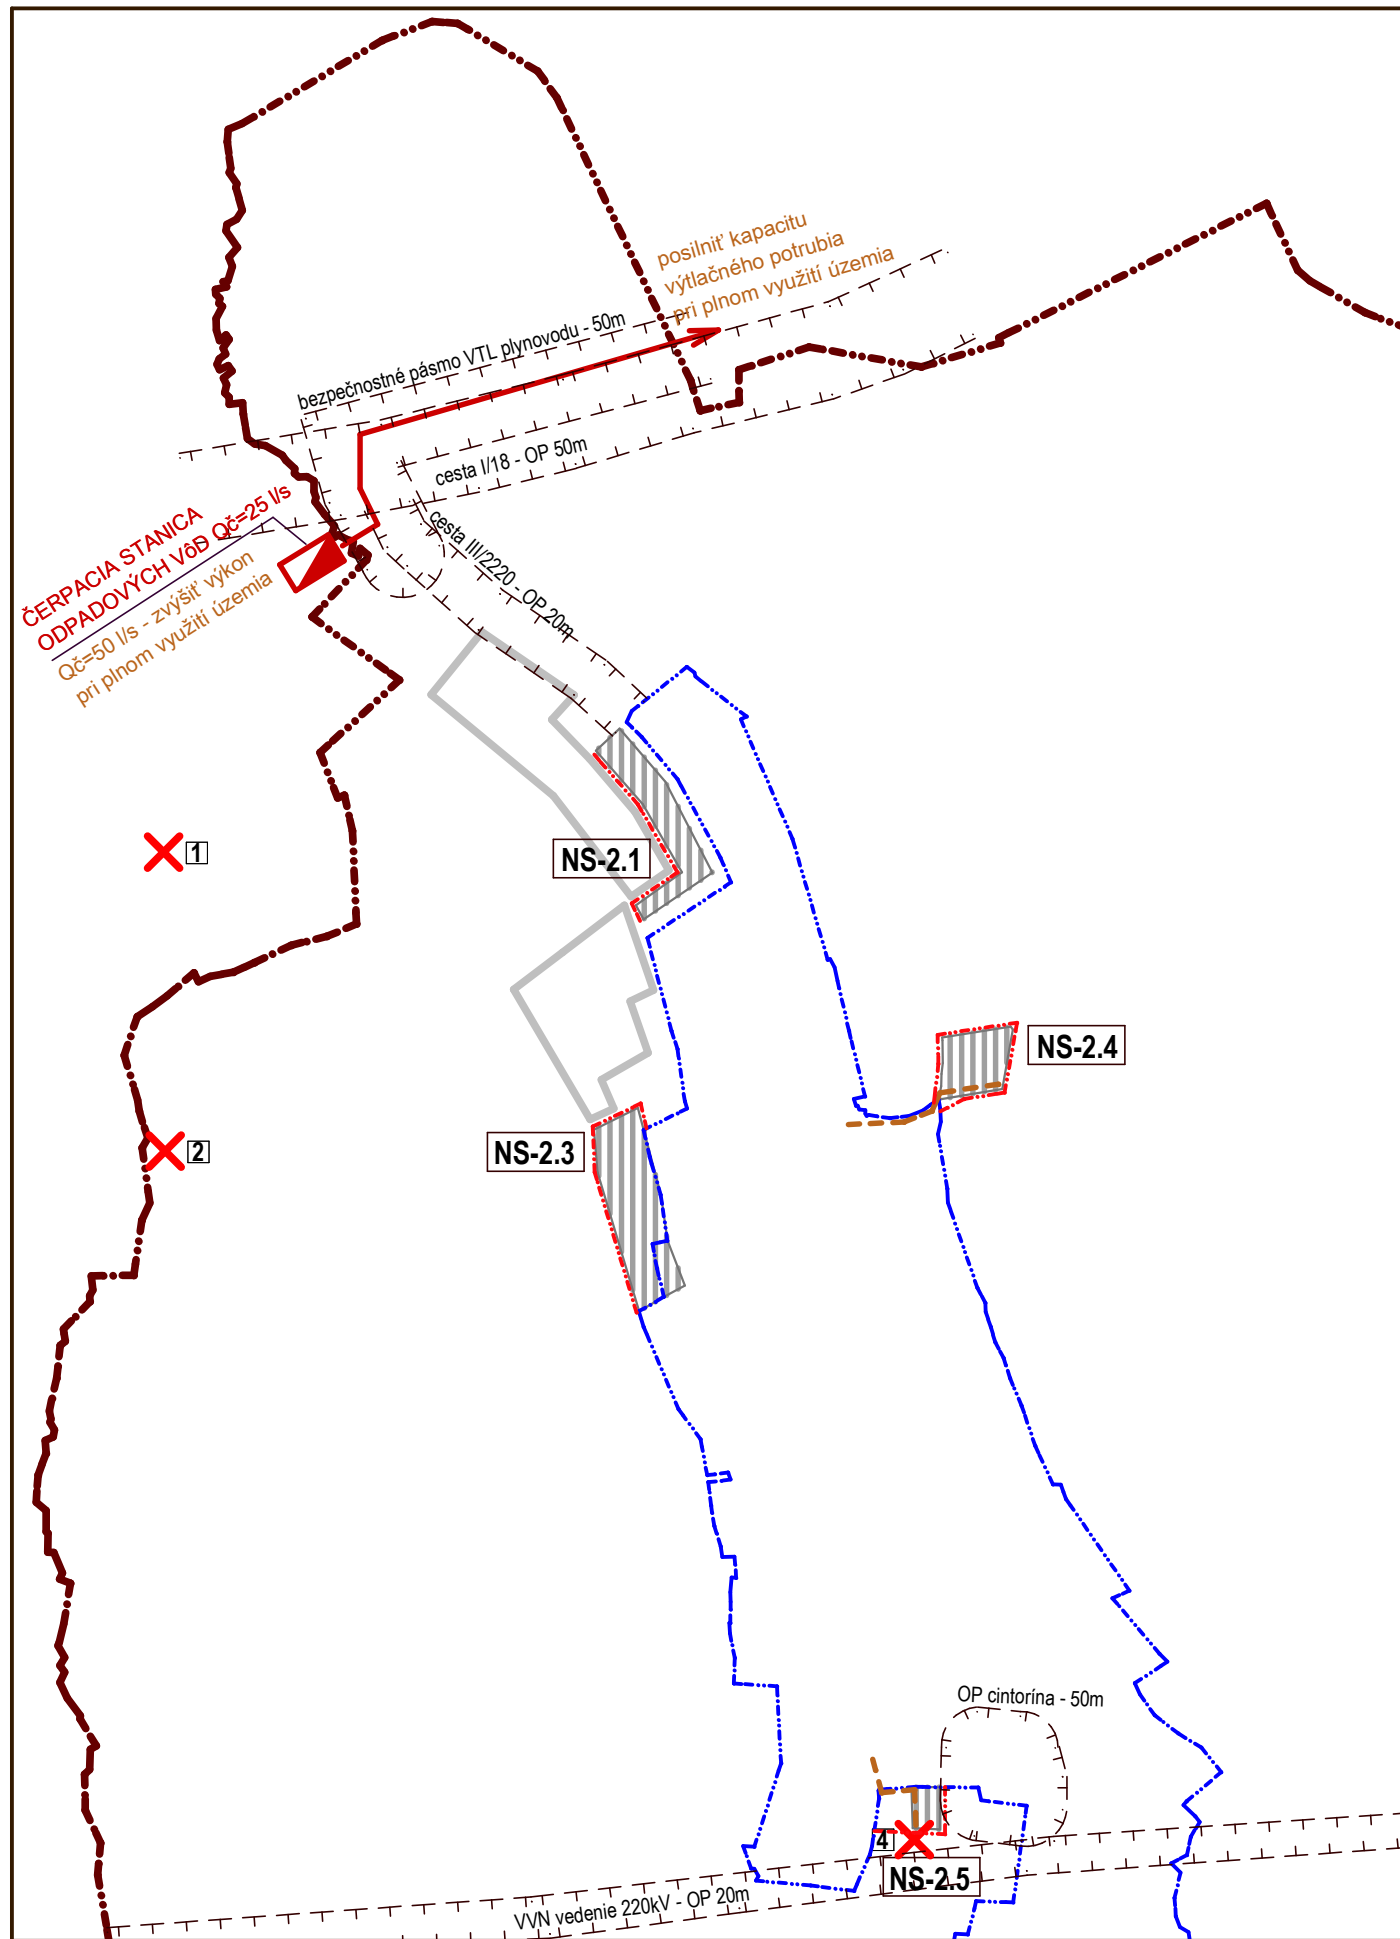 posilniť kapacitu
výtlačného potrubia
pri plnom využití územia
bezpečnostné pásmo VTL plynovodu - 50m
cesta I/18 - OP 50m
cesta III/2220 - OP 20m
ČERPACIA STANICA
ODPADOVÝCH VôD Qč=25 l/s
Qč=50 l/s - zvýšiť výkon
pri plnom využití územia
1
NS-2.1
NS-2.4
2
NS-2.3
OP cintorína - 50m
4
NS-2.5
VVN vedenie 220kV - OP 20m